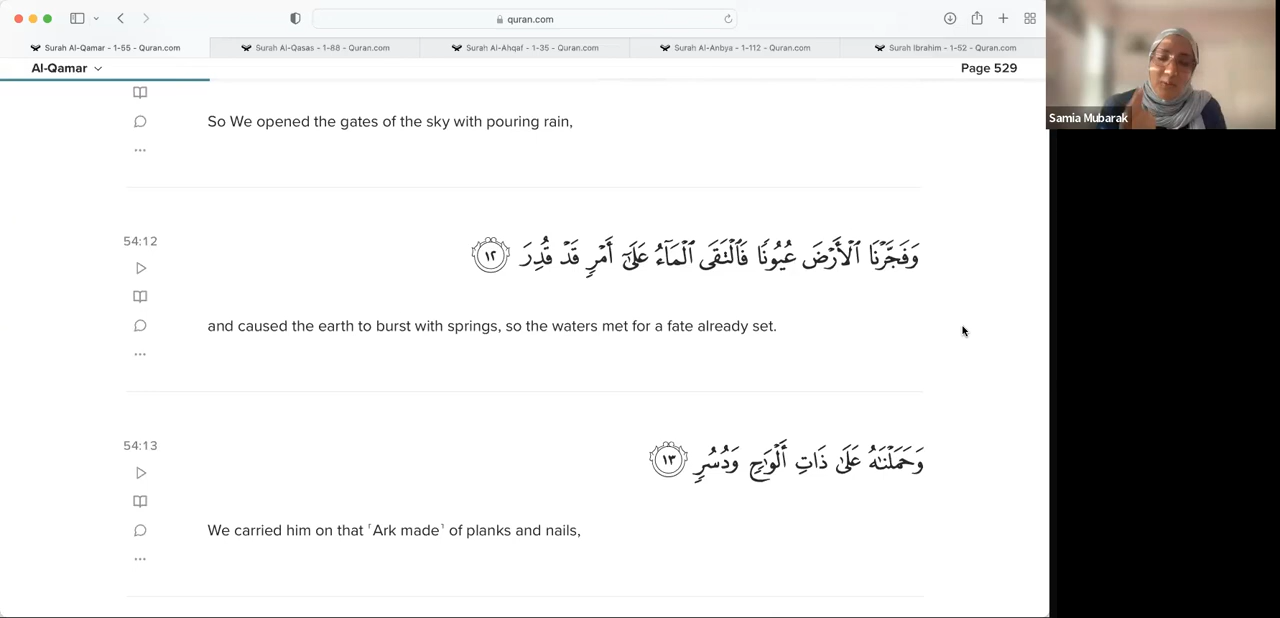 quran.com
Surah Al-Qamar - 1-55 - Quran.com
Surah Al-Qasas - 1-88 - Quran.com
Surah Al-Ahqaf - 1-35 - Quran.com
Surah Al-Anbya - 1-112 - Quran.com
Surah Ibrahim - 1-52 - Quran.com
Al-Qamar
Page 529
Samia Mubarak
So We opened the gates of the sky with pouring rain,
54:12
وَفَجَّرْنَا ٱلْأَرْضَ عُيُونًا فَٱلْتَقَى ٱلْمَآءُ عَلَىٰٓ أَمْرٍ قَدْ قُدِرَ ١٢
and caused the earth to burst with springs, so the waters met for a fate already set.
54:13
وَحَمَلْنَـٰهُ عَلَىٰ ذَاتِ أَلْوَٰحٍ وَدُسُرٍ ١٣
We carried him on that ˹Ark made˺ of planks and nails,